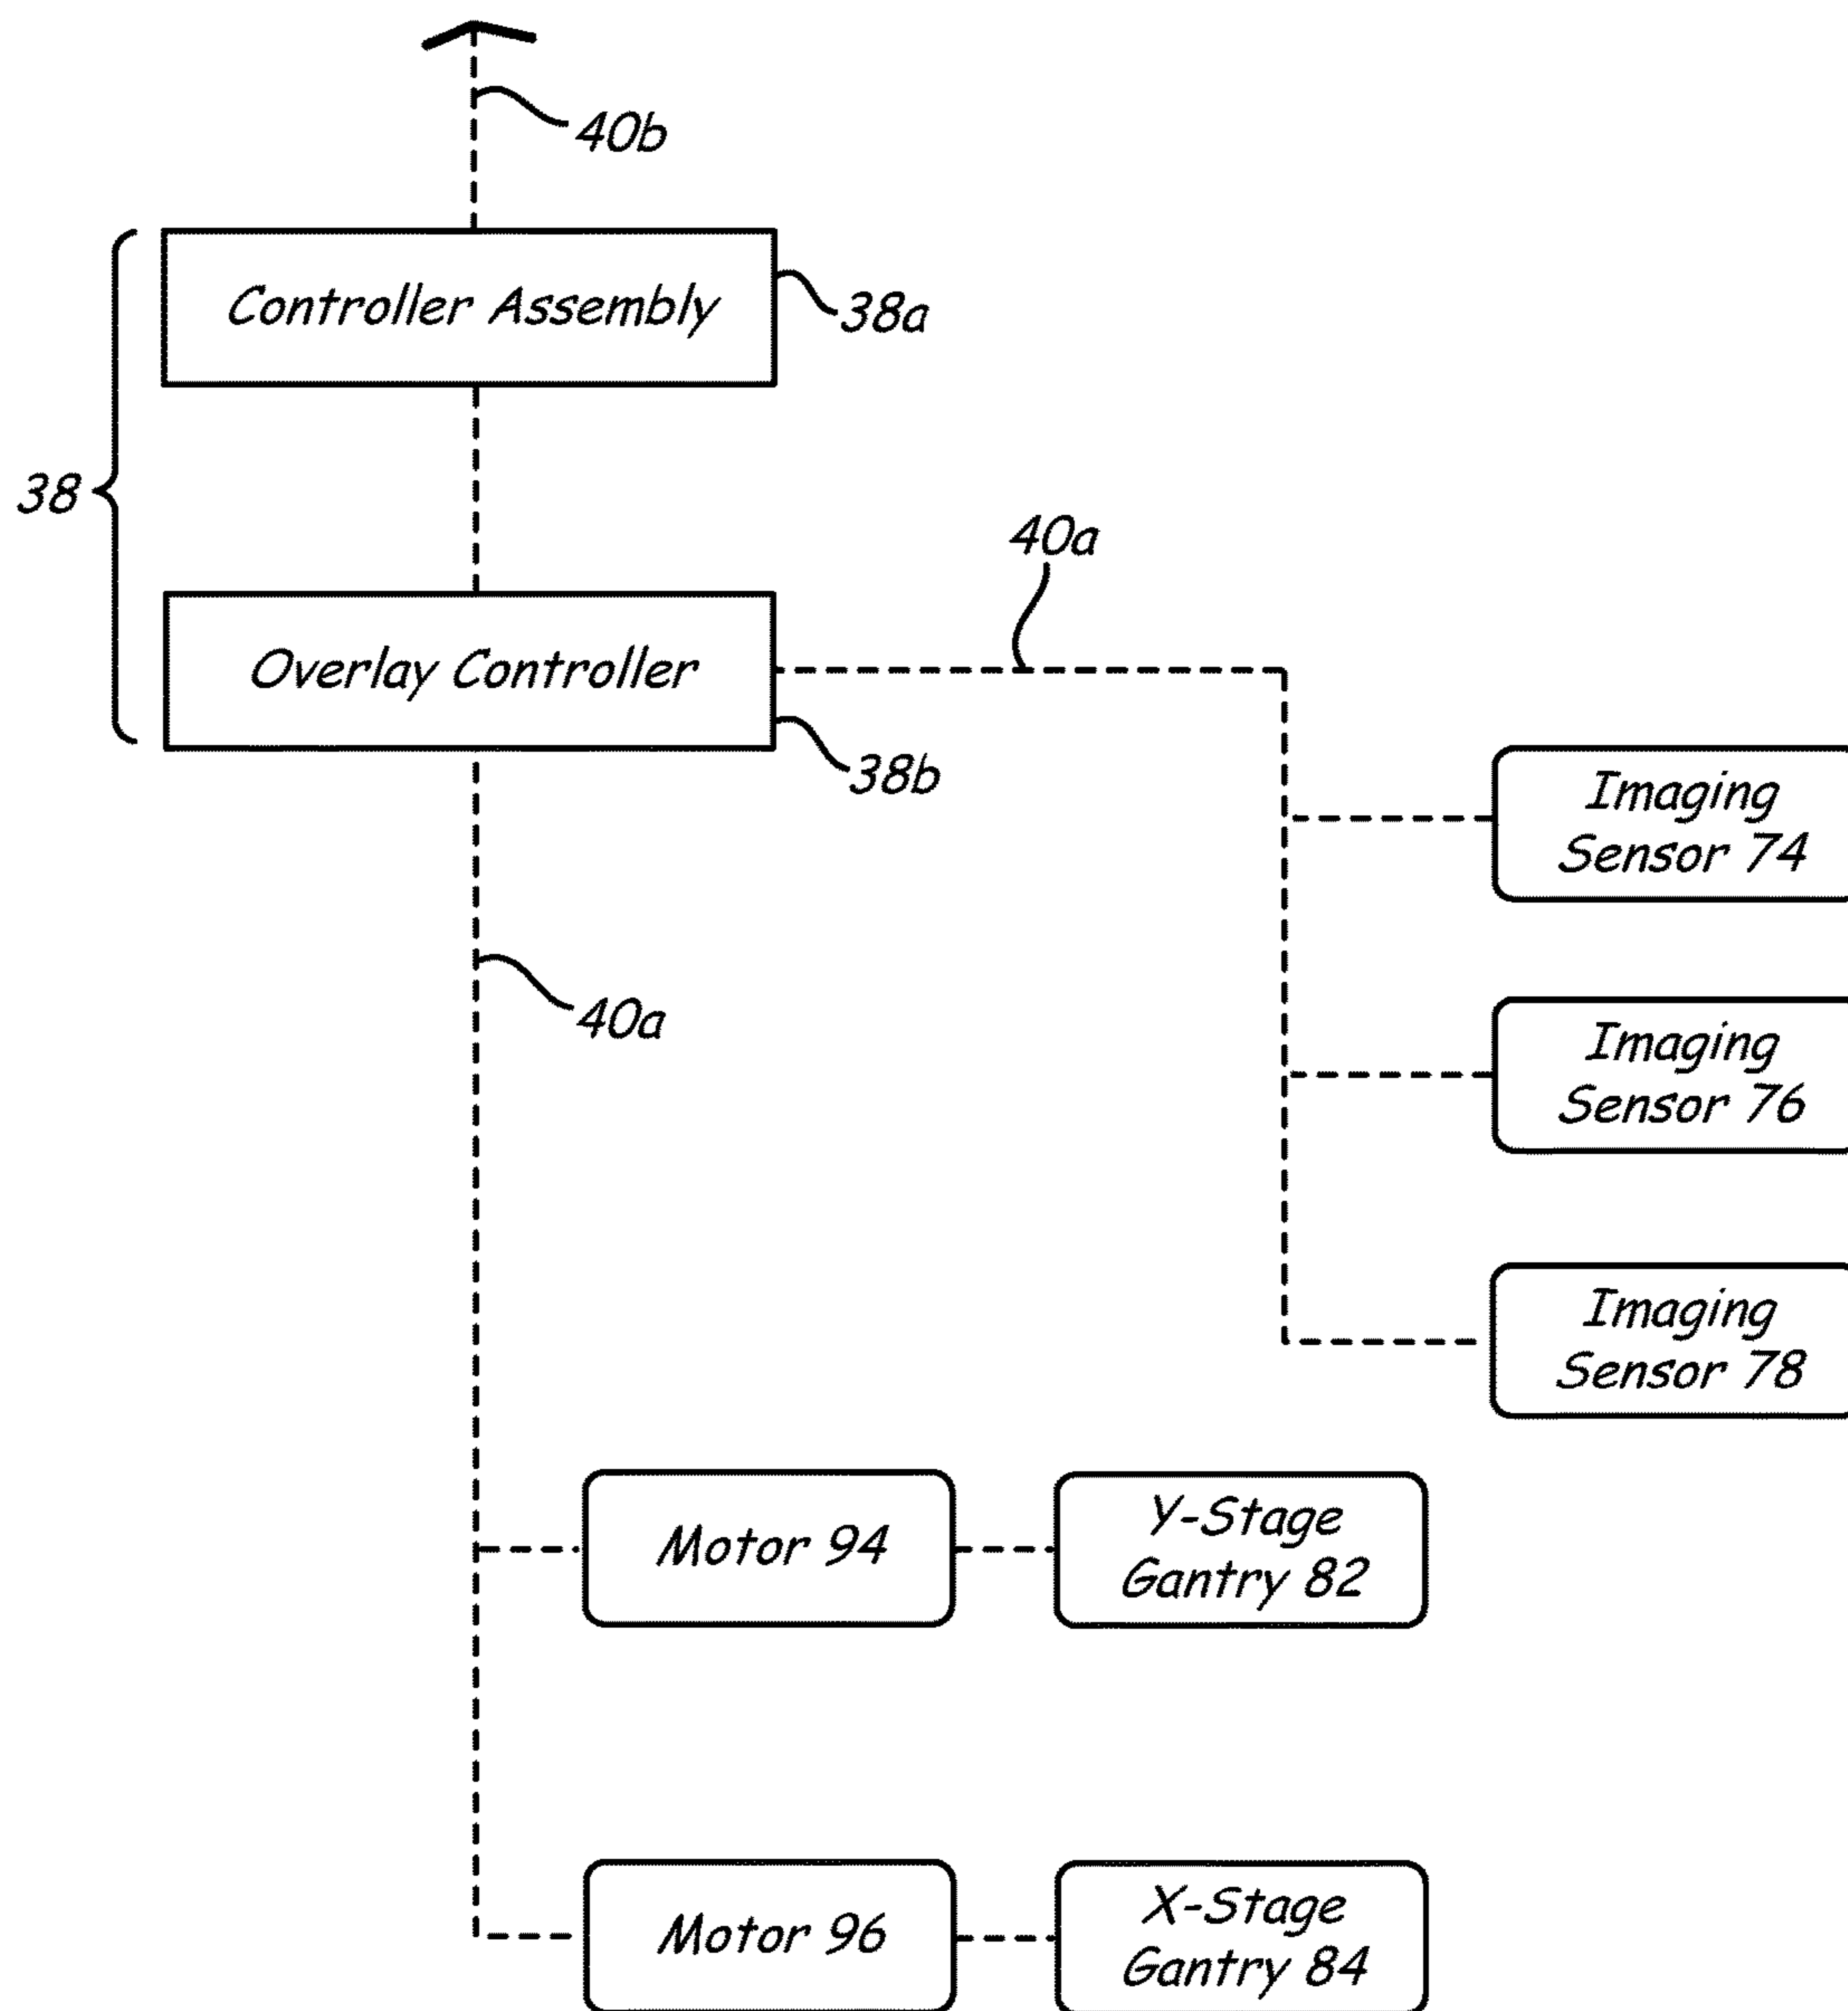 40b
Controller Assembly
38a
38
40a
Overlay Controller
38b
Imaging
Sensor 74
40a
Imaging
Sensor 76
Imaging
Sensor 78
Motor 94
Y-Stage
Gantry 82
Motor 96
X-Stage
Gantry 84